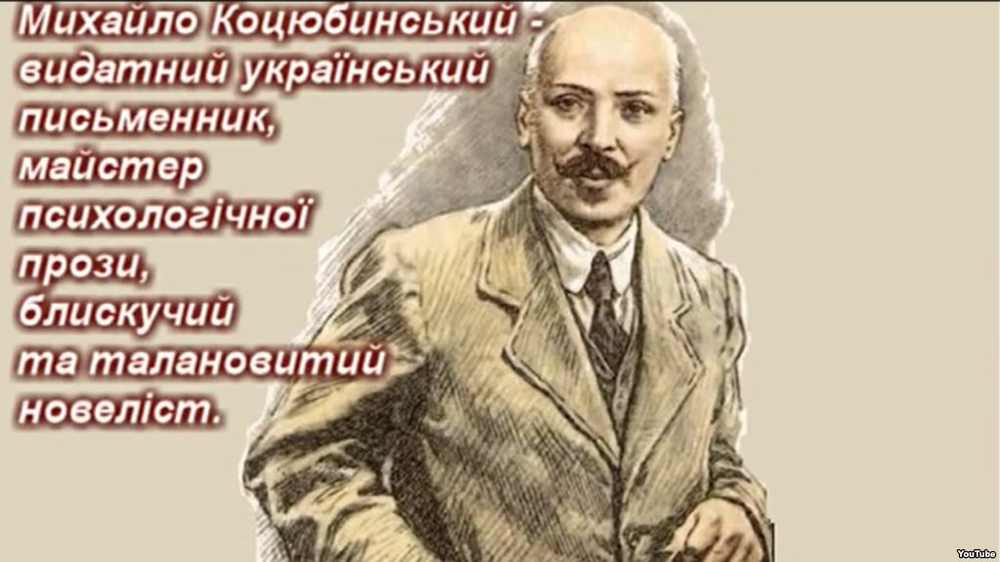 Михайло Коцюбинський -
видатний український
письменник,
майстер
психологічної
прози,
блискучий
та талановитий
новеліст.
YouTube